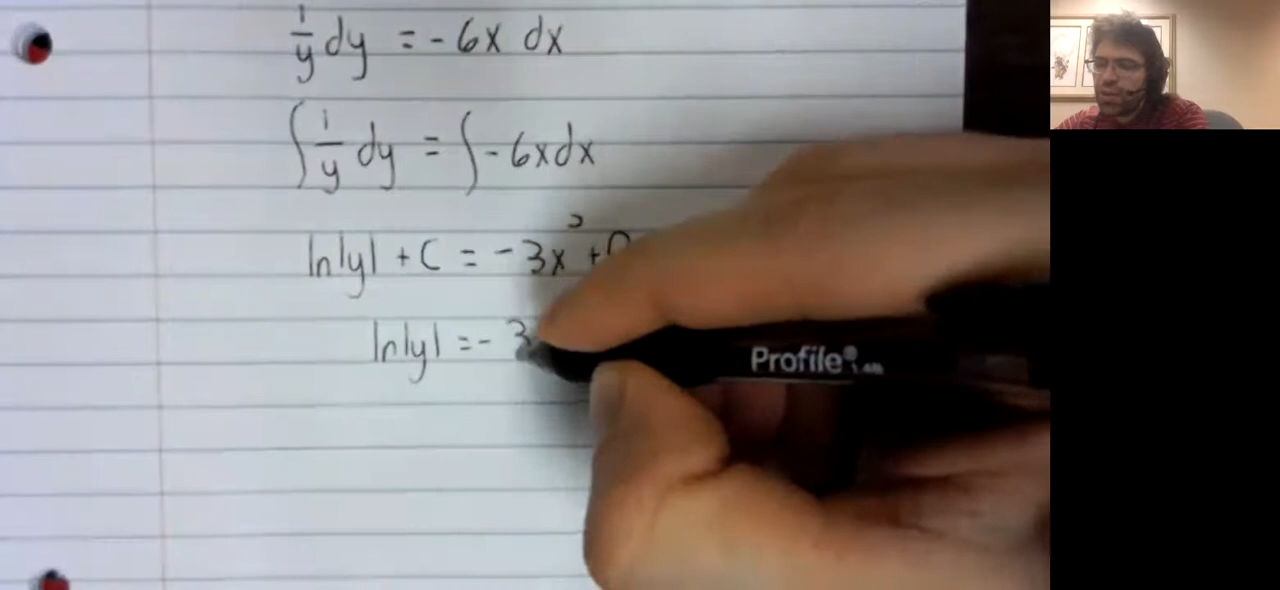 1/y dy = -6x dx
∫ 1/y dy = ∫ -6x dx
ln|y| + C = -3x² +
ln|y| = - 3
Profile®